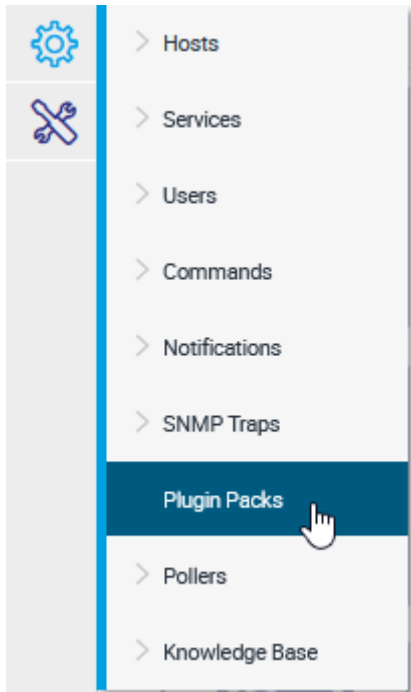 Hosts
Services
Users
Commands
Notifications
SNMP Traps
Plugin Packs
Pollers
Knowledge Base